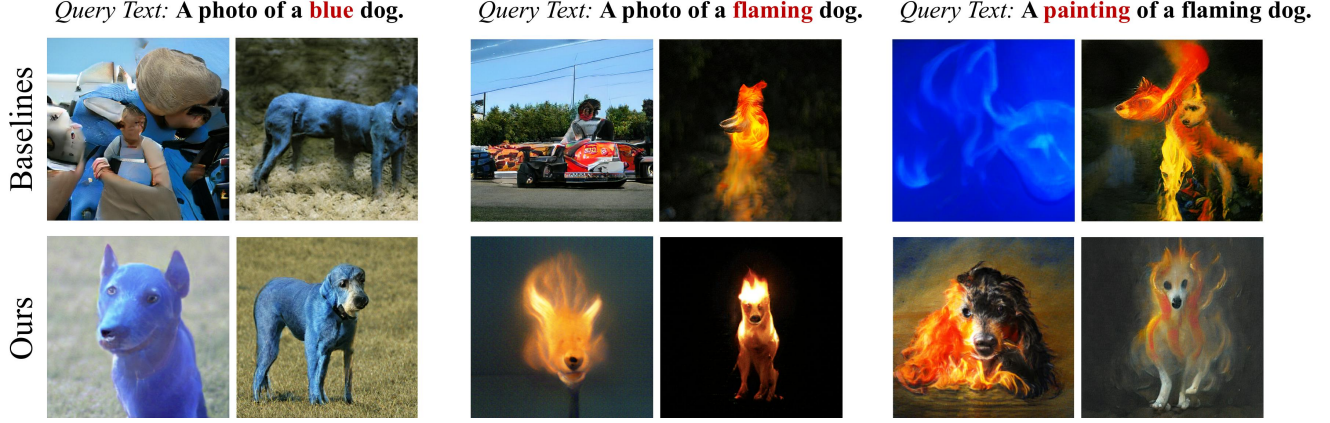 Query Text: A photo of a blue dog.
Query Text: A photo of a flaming dog.
Query Text: A painting of a flaming dog.
Baselines
Ours